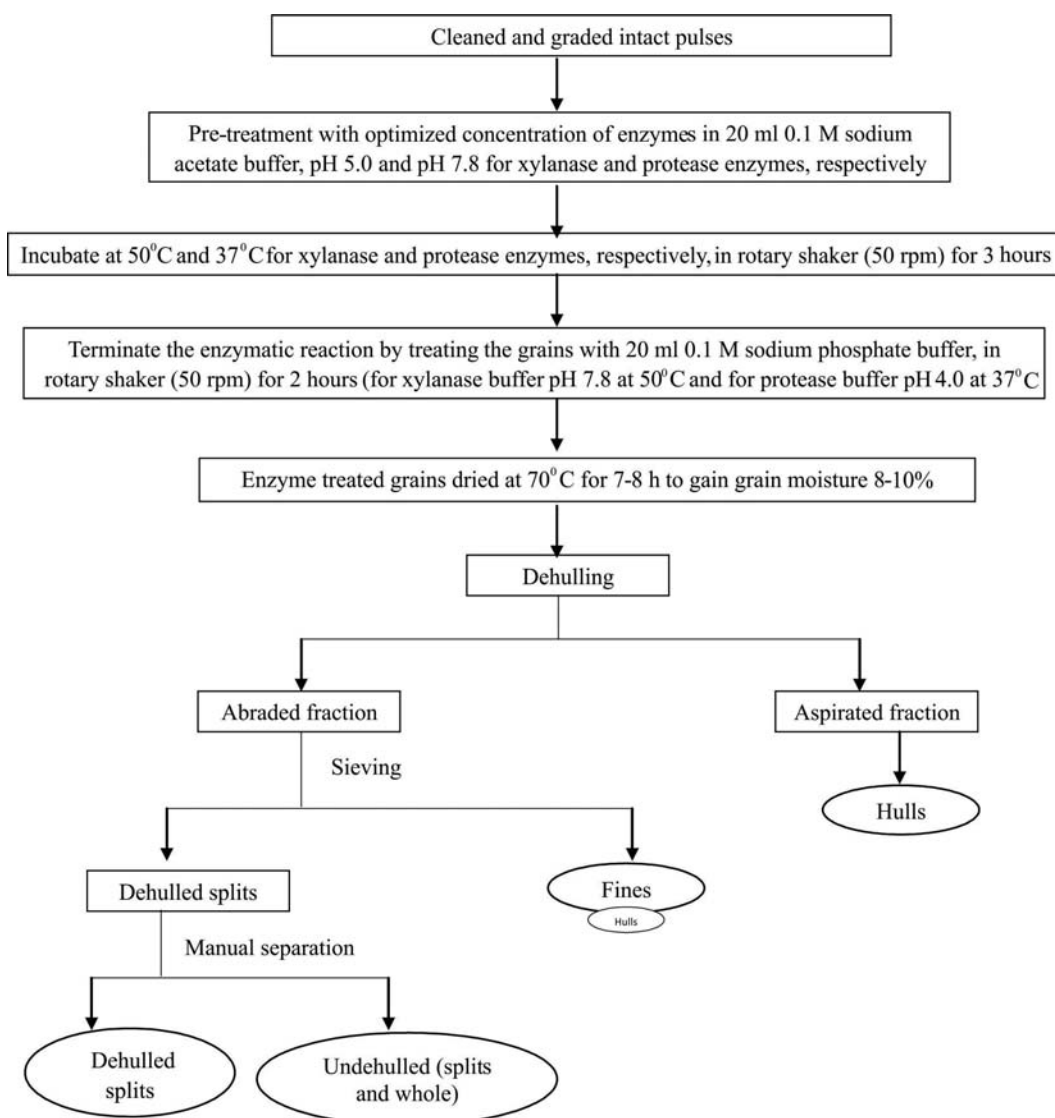 Cleaned and graded intact pulses
Pre-treatment with optimized concentration of enzymes in 20 ml 0.1 M sodium
acetate buffer, pH 5.0 and pH 7.8 for xylanase and protease enzymes, respectively
Incubate at 50⁰C and 37⁰C for xylanase and protease enzymes, respectively, in rotary shaker (50 rpm) for 3 hours
Terminate the enzymatic reaction by treating the grains with 20 ml 0.1 M sodium phosphate buffer, in
rotary shaker (50 rpm) for 2 hours (for xylanase buffer pH 7.8 at 50⁰C and for protease buffer pH 4.0 at 37⁰C
Enzyme treated grains dried at 70⁰C for 7-8 h to gain grain moisture 8-10%
Dehulling
Abraded fraction
Aspirated fraction
Sieving
Hulls
Dehulled splits
Fines
Hulls
Manual separation
Dehulled
splits
Undehulled (splits
and whole)